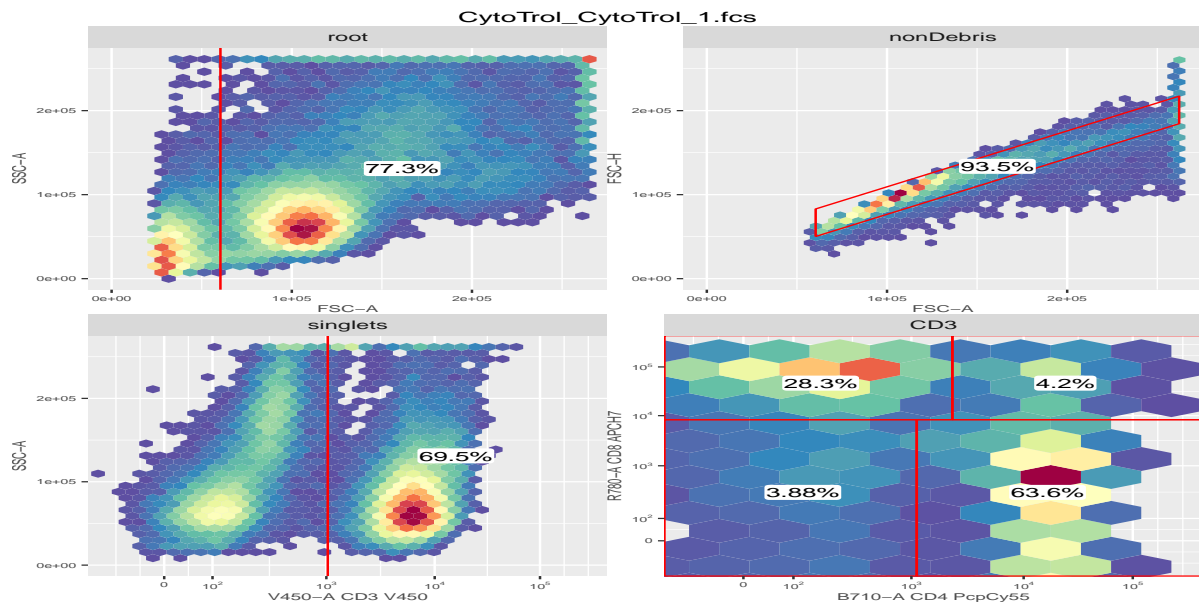 CytoTrol_CytoTrol_1.fcs
root
SSC−A
2e+05
1e+05
0e+00
77.3%
0e+00 1e+05 2e+05
FSC−A
nonDebris
FSC−H
2e+05
1e+05
0e+00
93.5%
0e+00 1e+05 2e+05
FSC−A
singlets
SSC−A
2e+05
1e+05
0e+00
69.5%
0 10² 10³ 10⁴ 10⁵
V450−A CD3 V450
CD3
R780−A CD8 APCH7
10⁵
10⁴
10³
10²
0
28.3% 4.2%
3.88% 63.6%
0 10² 10³ 10⁴ 10⁵
B710−A CD4 PcpCy55